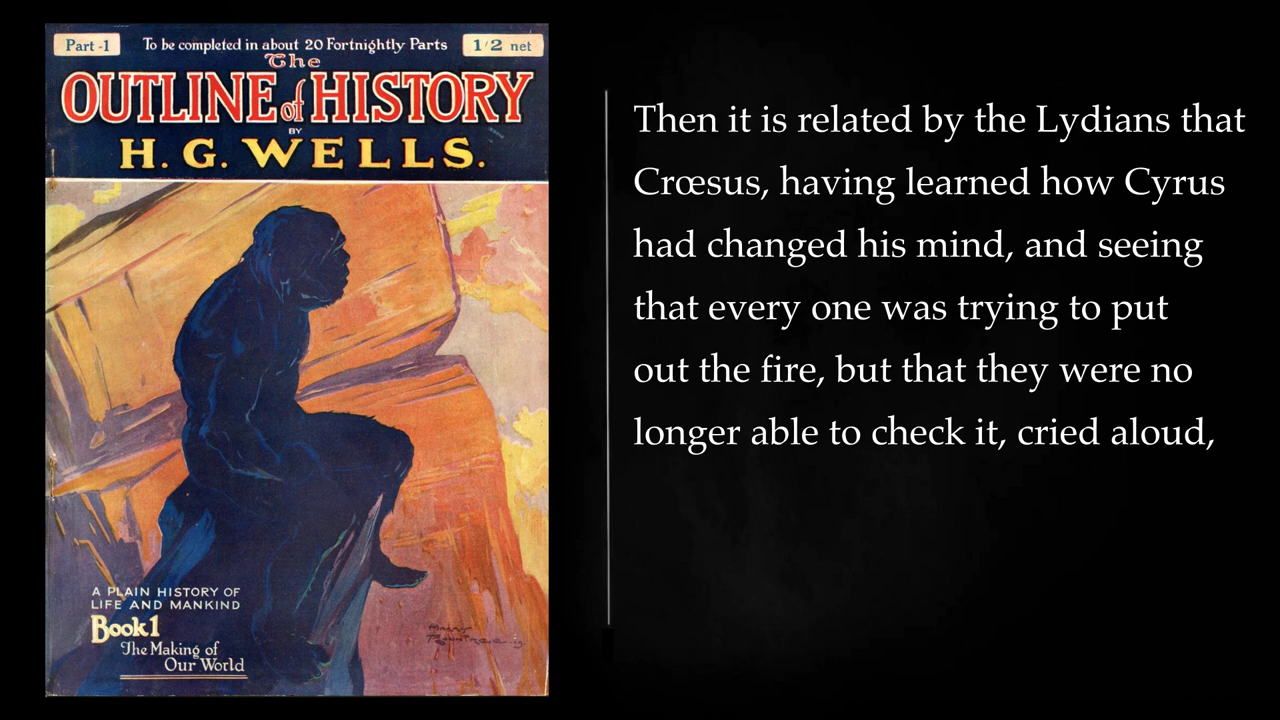 Part -1
To be completed in about 20 Fortnightly Parts
1/2 net
The
OUTLINE of HISTORY
BY
H. G. WELLS.
A PLAIN HISTORY OF
LIFE AND MANKIND
Book 1
The Making of
Our World
Then it is related by the Lydians that
Crœsus, having learned how Cyrus
had changed his mind, and seeing
that every one was trying to put
out the fire, but that they were no
longer able to check it, cried aloud,